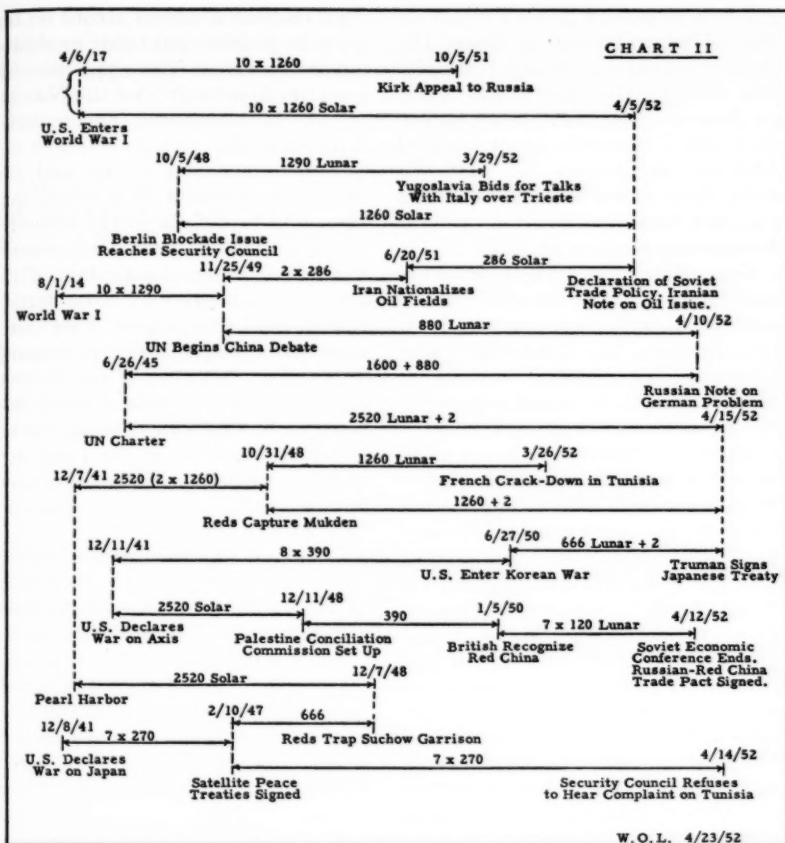 CHART II
4/6/17 10 x 1260 10/5/51
Kirk Appeal to Russia
10 x 1260 Solar 4/5/52
U.S. Enters
World War I
10/5/48 1290 Lunar 3/29/52
Yugoslavia Bids for Talks
With Italy over Trieste
1260 Solar
Berlin Blockade Issue
Reaches Security Council
11/25/49 2 x 286 6/20/51 286 Solar
8/1/14 10 x 1290
Iran Nationalizes
Oil Fields
Declaration of Soviet
Trade Policy. Iranian
Note on Oil Issue.
World War I
880 Lunar 4/10/52
UN Begins China Debate
6/26/45 1600 + 880
Russian Note on
German Problem
2520 Lunar + 2 4/15/52
UN Charter
10/31/48 1260 Lunar 3/26/52
12/7/41 2520 (2 x 1260)
French Crack-Down in Tunisia
1260 + 2
Reds Capture Mukden
12/11/41 8 x 390 6/27/50 666 Lunar + 2
U.S. Enter Korean War
Truman Signs
Japanese Treaty
2520 Solar 12/11/48 390 1/5/50 7 x 120 Lunar 4/12/52
U.S. Declares
War on Axis
Palestine Conciliation
Commission Set Up
British Recognize
Red China
Soviet Economic
Conference Ends.
Russian-Red China
Trade Pact Signed.
2520 Solar 12/7/48
Pearl Harbor
2/10/47 666
Reds Trap Suchow Garrison
12/8/41 7 x 270
U.S. Declares
War on Japan
7 x 270 4/14/52
Satellite Peace
Treaties Signed
Security Council Refuses
to Hear Complaint on Tunisia
W.O.L. 4/23/52